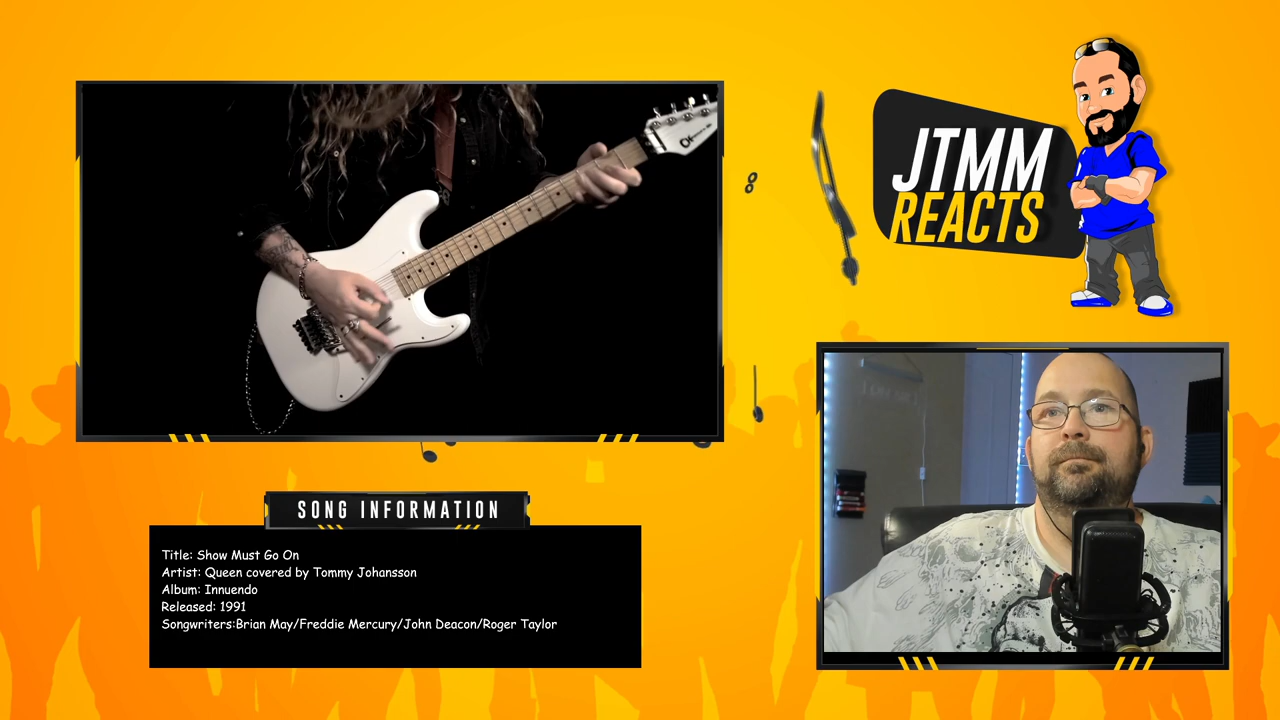 JTMM
REACTS
SONG INFORMATION
Title: Show Must Go On
Artist: Queen covered by Tommy Johansson
Album: Innuendo
Released: 1991
Songwriters:Brian May/Freddie Mercury/John Deacon/Roger Taylor